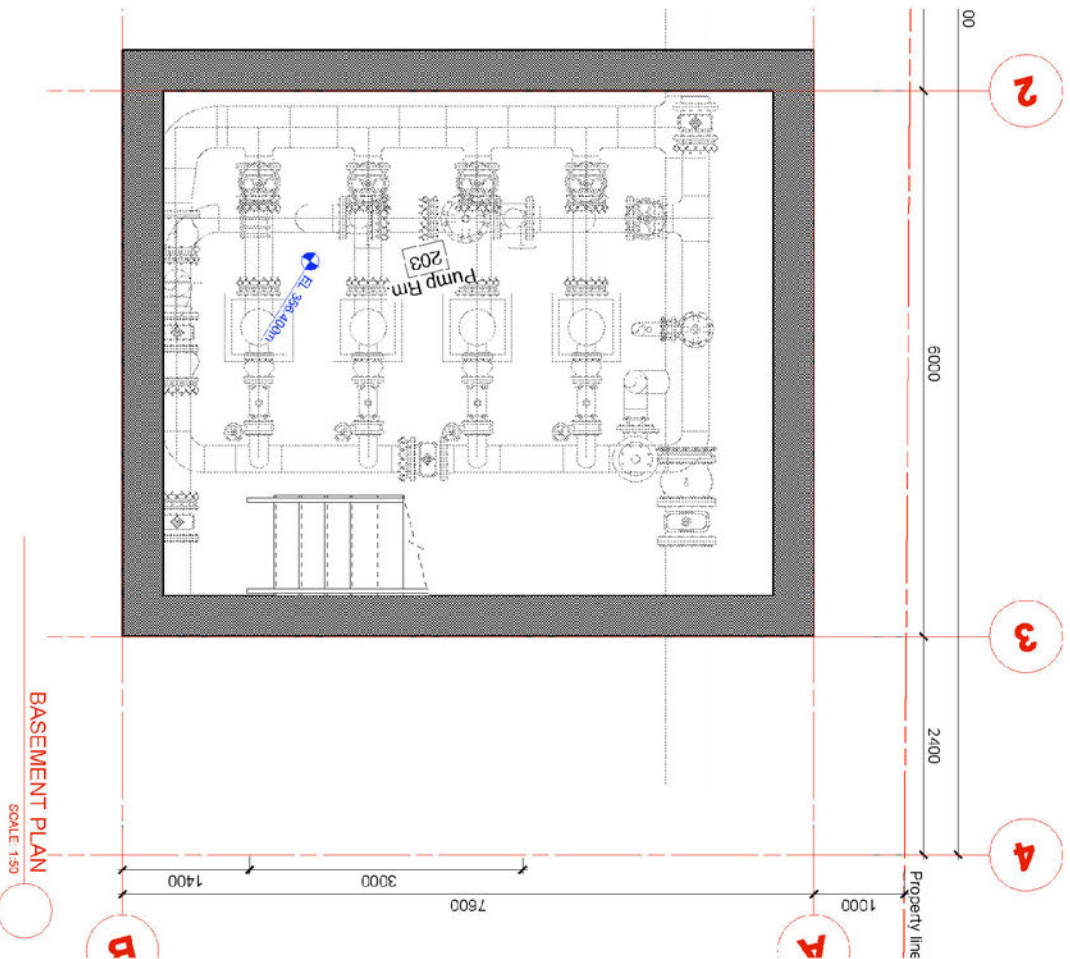 00
2
6000
3
2400
4
Pump Rm.
203
EL 356.400m
1400
3000
7600
1000
Property line
B
A
BASEMENT PLAN
SCALE: 1:50